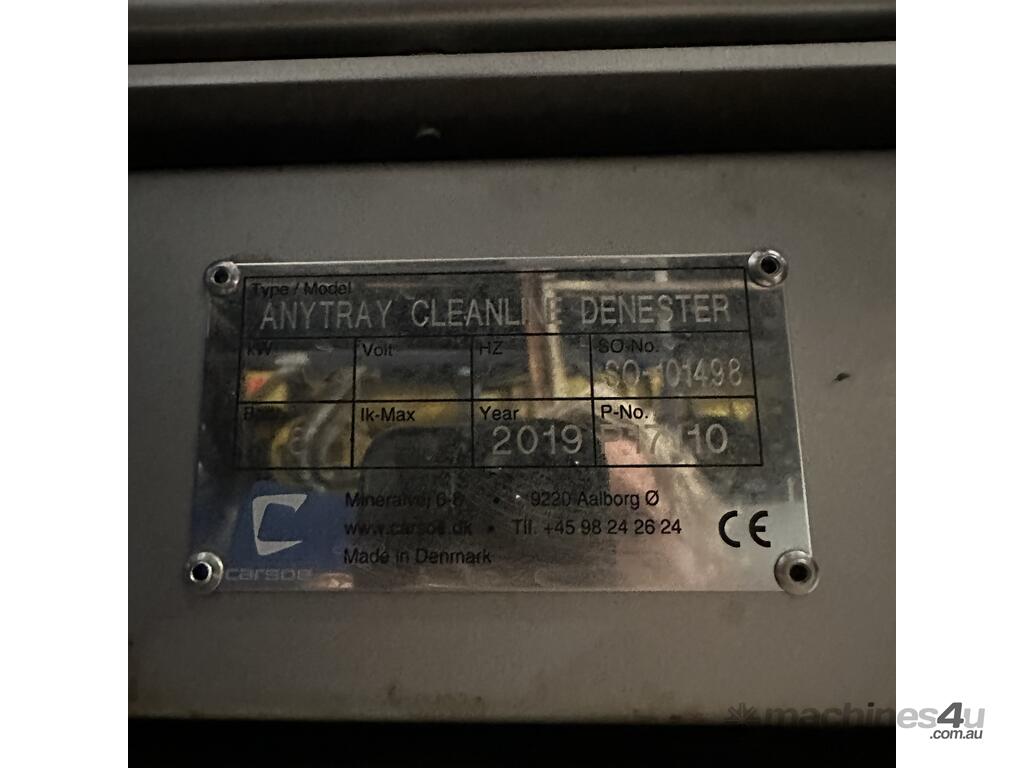 Type / Model
ANYTRAY CLEANLINE DENESTER
kW Volt HZ SO-No.
SO-101498
Ik-Max Year P-No.
2019
Mineralvej 6-8 • 9220 Aalborg Ø
www.carsoe.dk • Tlf. +45 98 24 26 24
Made in Denmark
carsoe
CE
machines4u
.com.au